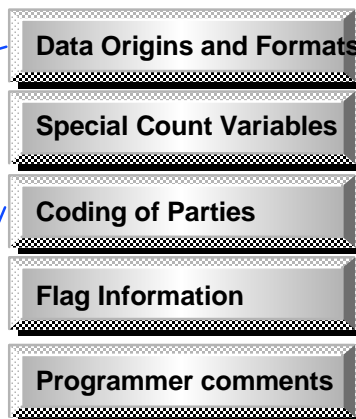 Data Origins and Formats
Special Count Variables
Coding of Parties
Flag Information
Programmer comments